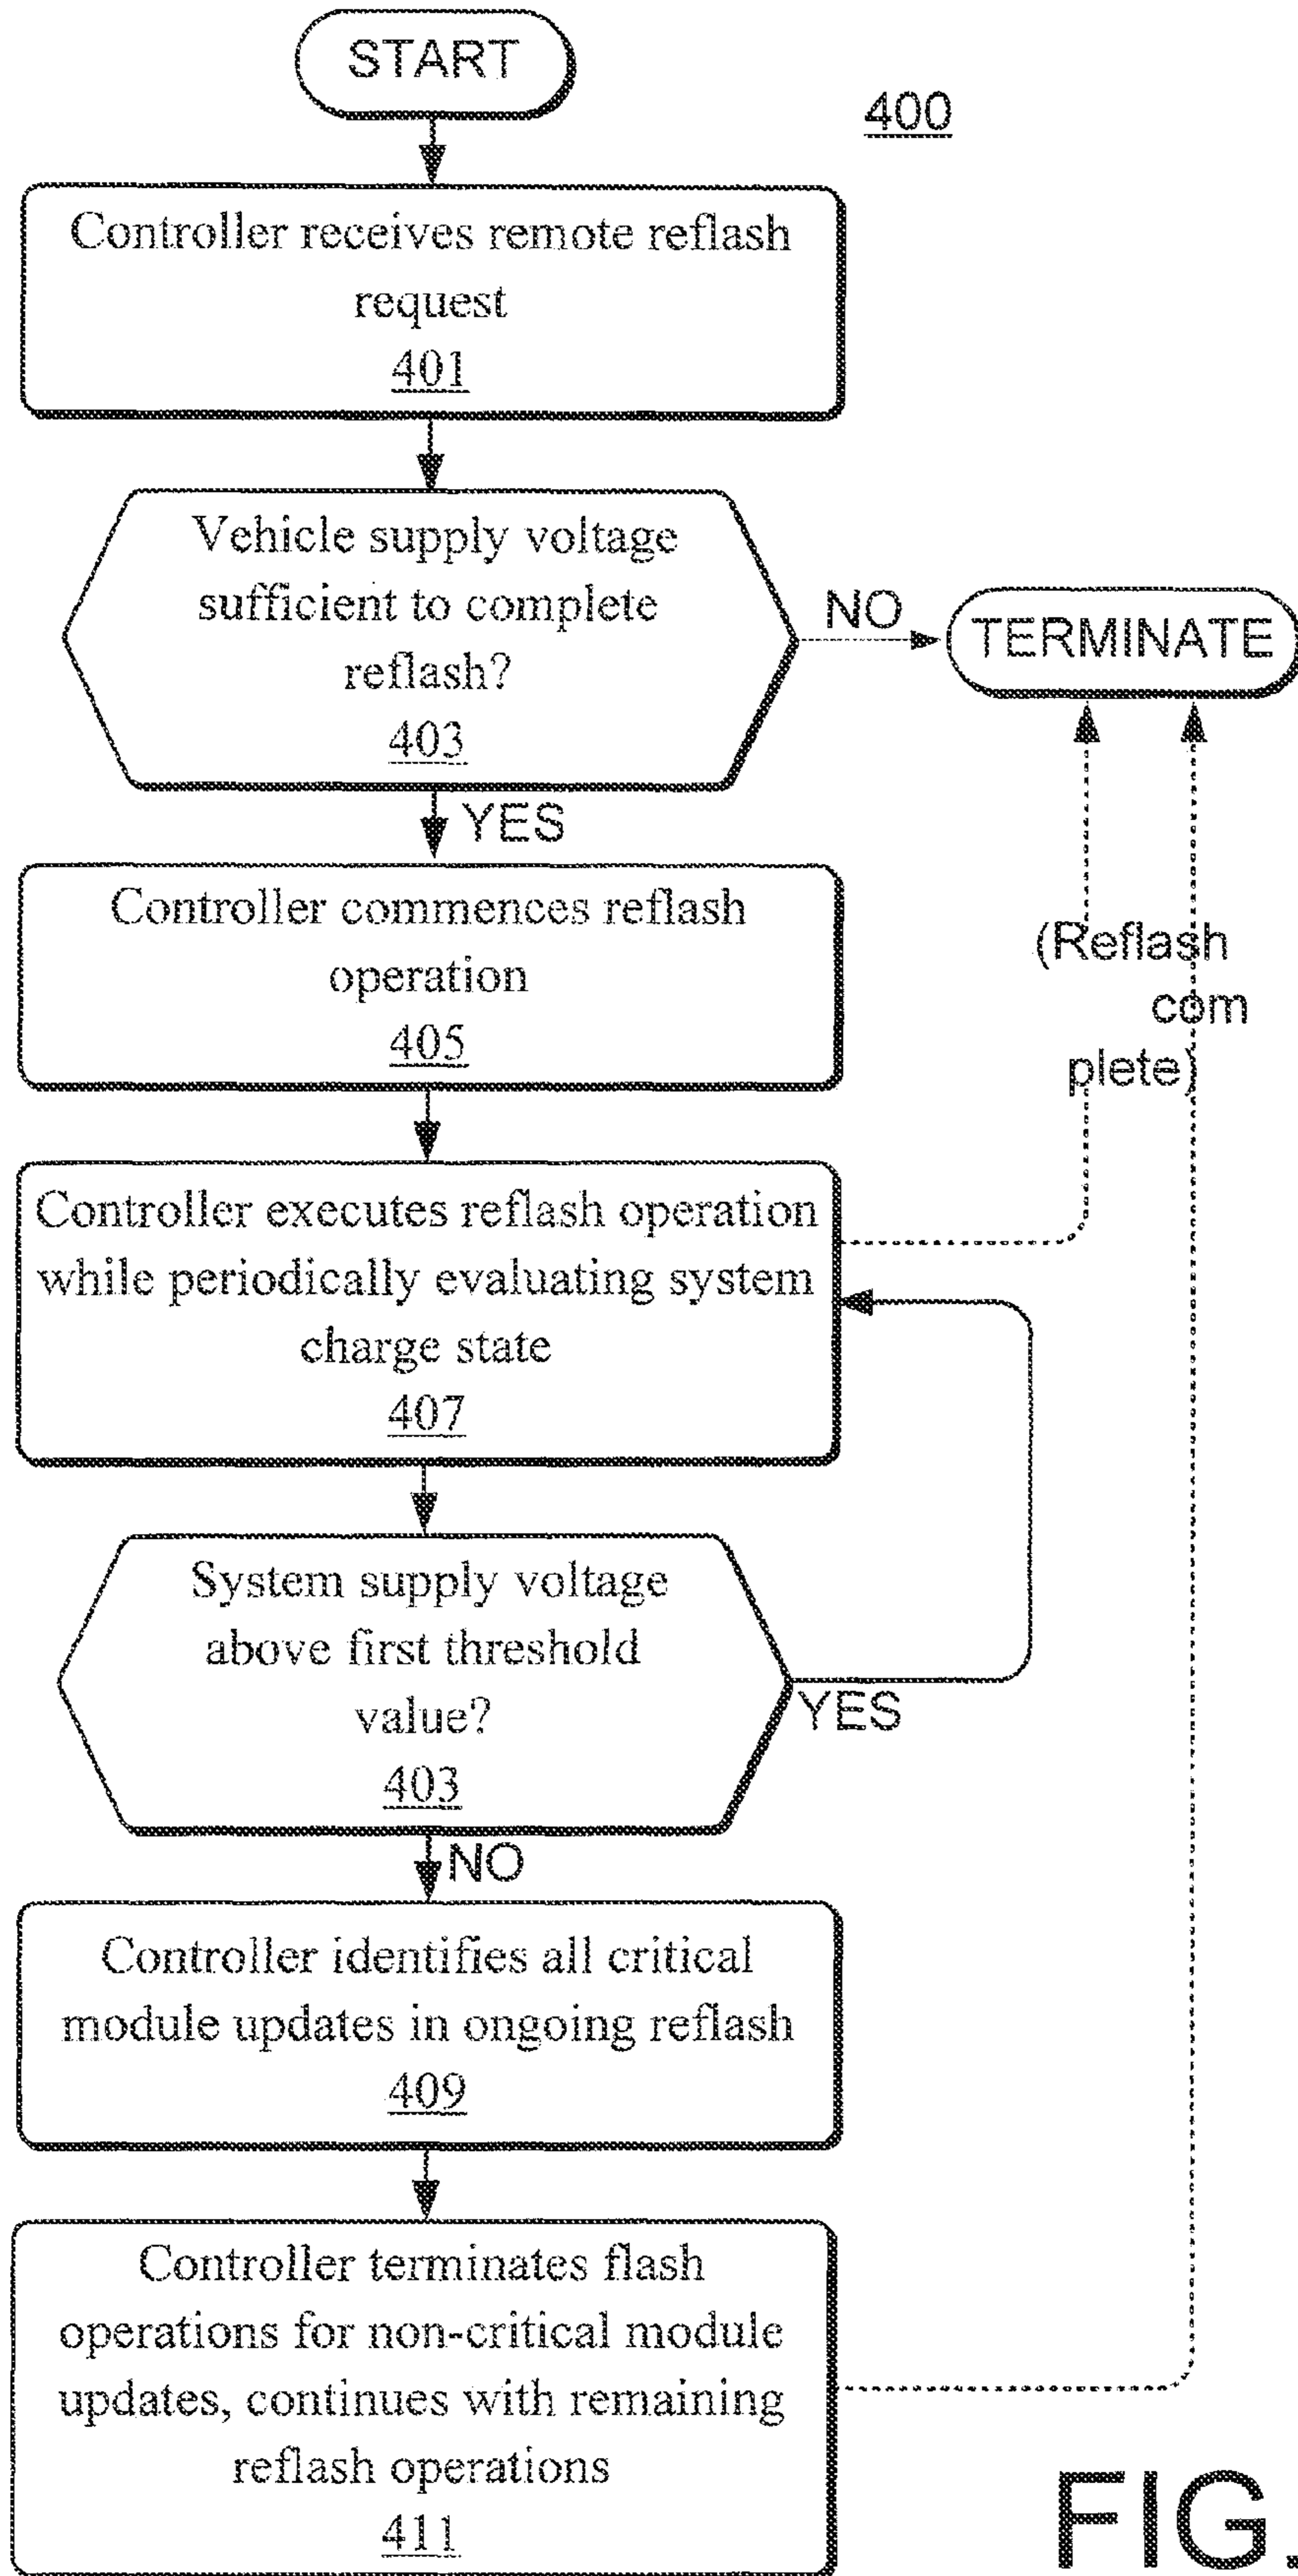 START
400
Controller receives remote reflash
request
401
Vehicle supply voltage
sufficient to complete
reflash?
403
NO
TERMINATE
YES
Controller commences reflash
operation
405
(Reflash
com
plete)
Controller executes reflash operation
while periodically evaluating system
charge state
407
System supply voltage
above first threshold
value?
403
YES
NO
Controller identifies all critical
module updates in ongoing reflash
409
Controller terminates flash
operations for non-critical module
updates, continues with remaining
reflash operations
411
FIG.